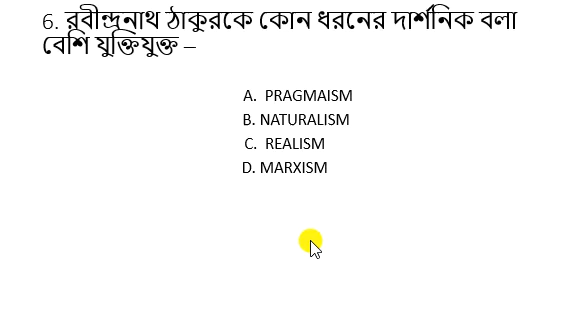 6. রবীন্দ্রনাথ ঠাকুরকে কোন ধরনের দার্শনিক বলা
বেশি যুক্তিযুক্ত –
A. PRAGMAISM
B. NATURALISM
C. REALISM
D. MARXISM